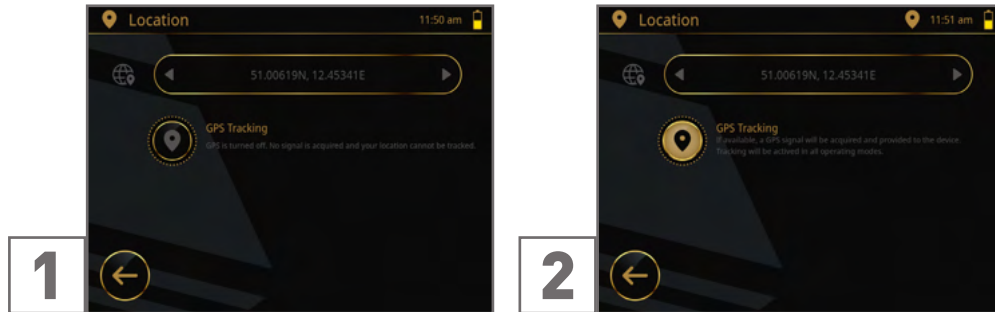 Location 11:50 am
51.00619N, 12.45341E
GPS Tracking
GPS is turned off. No signal is acquired and your location cannot be tracked.
1
Location 11:51 am
51.00619N, 12.45341E
GPS Tracking
If available, a GPS signal will be acquired and provided to the device.
Tracking will be actived in all operating modes.
2